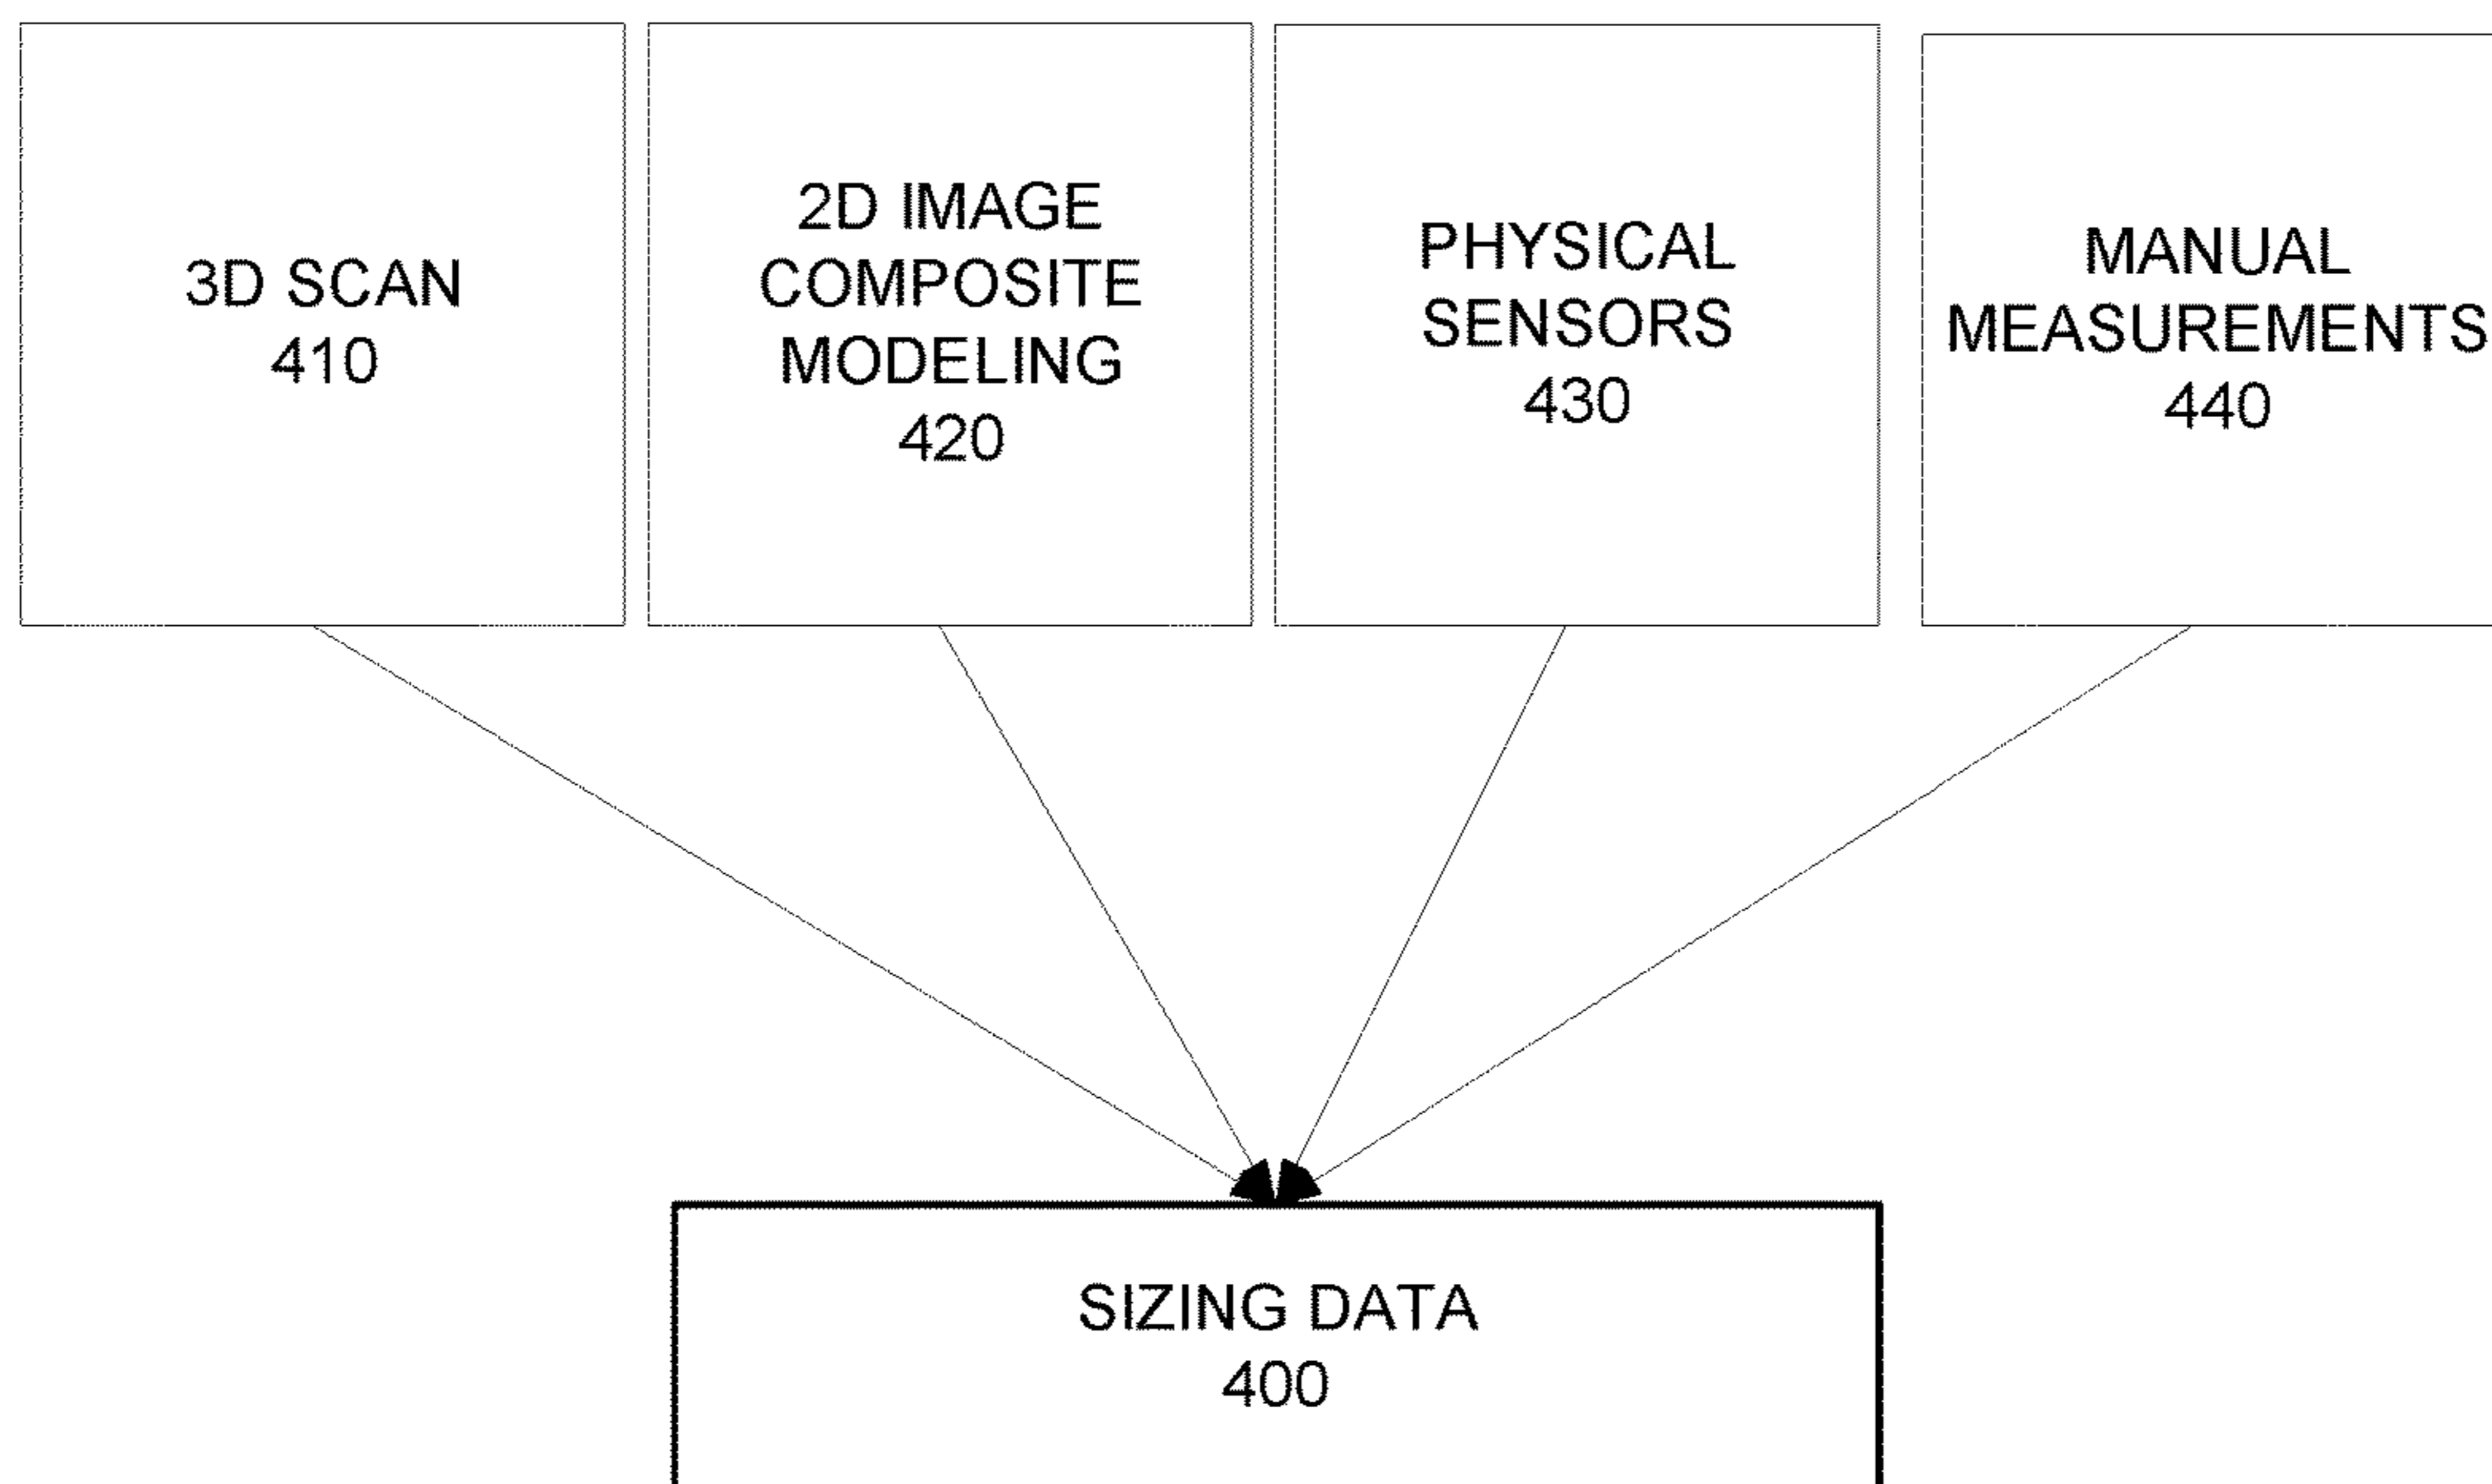 3D SCAN
410
2D IMAGE
COMPOSITE
MODELING
420
PHYSICAL
SENSORS
430
MANUAL
MEASUREMENTS
440
SIZING DATA
400